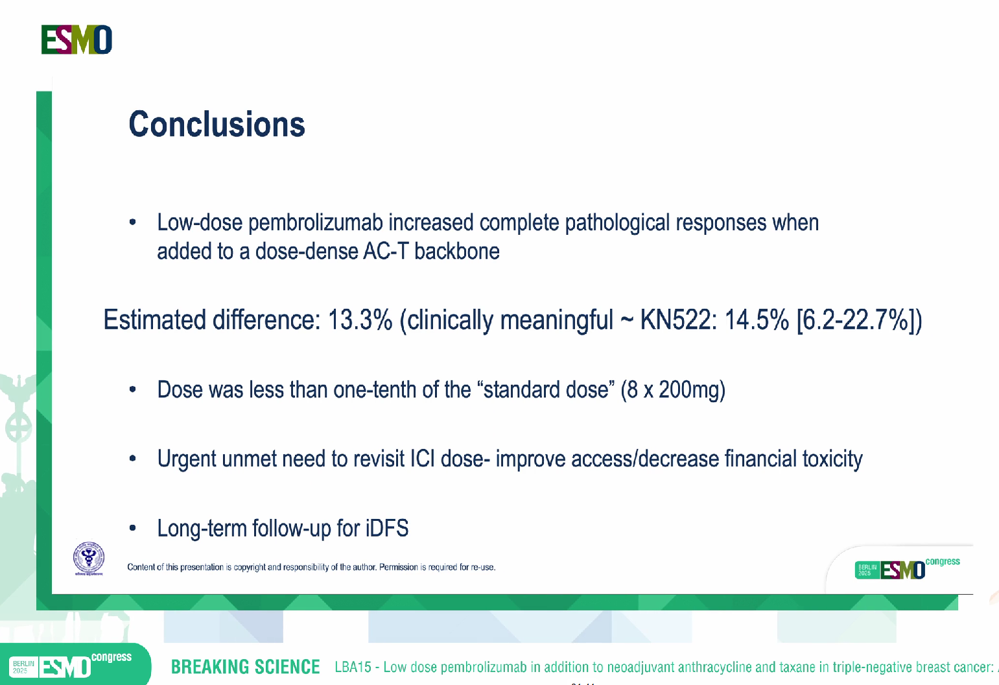 ESMO
Conclusions
• Low-dose pembrolizumab increased complete pathological responses when
added to a dose-dense AC-T backbone
Estimated difference: 13.3% (clinically meaningful ~ KN522: 14.5% [6.2-22.7%])
• Dose was less than one-tenth of the “standard dose” (8 x 200mg)
• Urgent unmet need to revisit ICI dose- improve access/decrease financial toxicity
• Long-term follow-up for iDFS
Content of this presentation is copyright and responsibility of the author. Permission is required for re-use.
BERLIN
2025
ESMO congress
BERLIN
2025
ESMO congress
BREAKING SCIENCE LBA15 - Low dose pembrolizumab in addition to neoadjuvant anthracycline and taxane in triple-negative breast cancer: